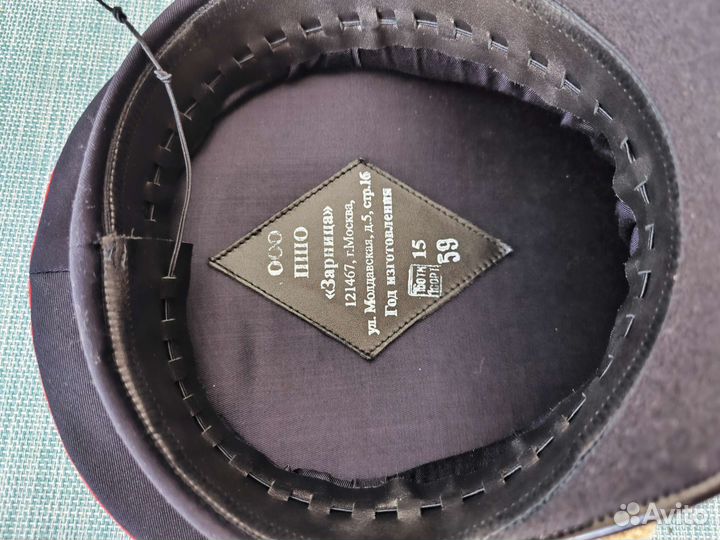 ООО
ПШО
«Зарница»
121467, г.Москва,
ул. Молдавская, д.5, стр.16
Год изготовления
15
59
Avito